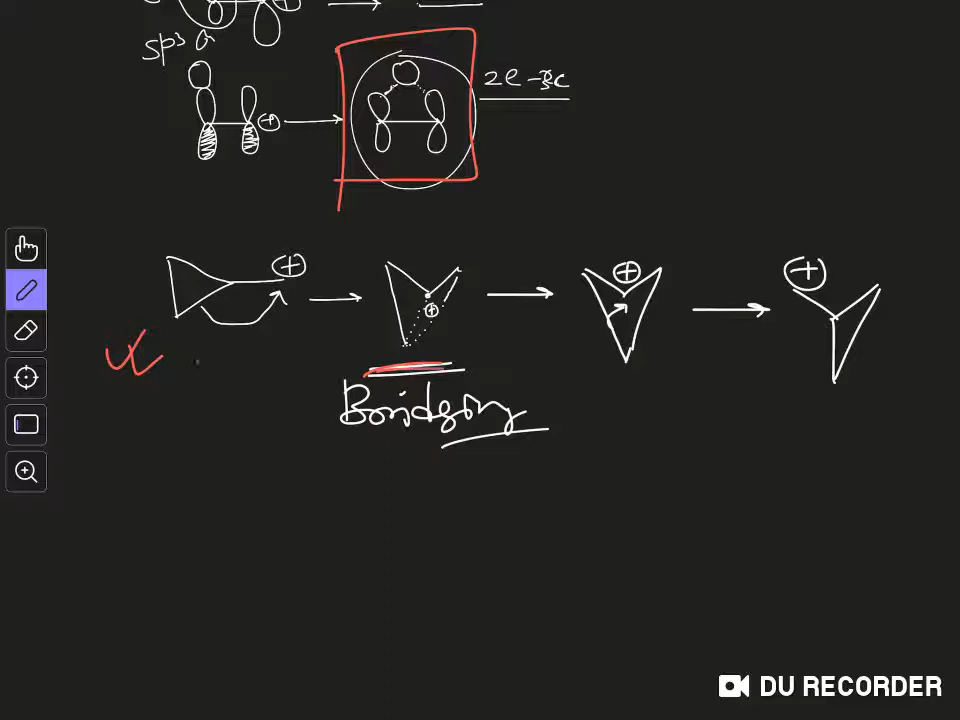 sp³ σ
⊕
2e – 3c
⊕
⊕
⊕
⊕
Bridging
DU RECORDER